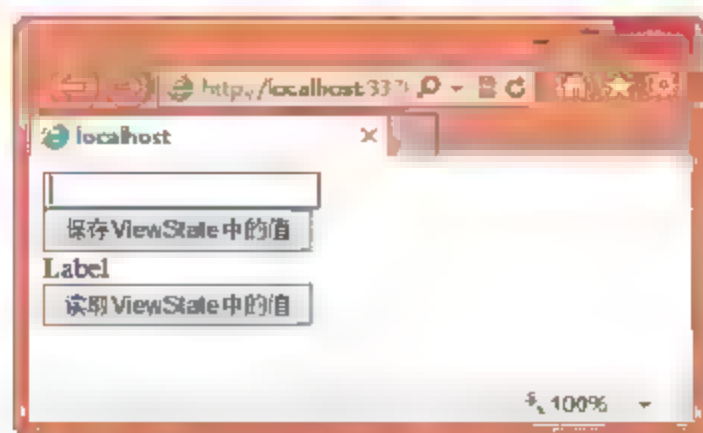 http://localhost:337
localhost
保存ViewState中的值
Label
读取ViewState中的值
100%